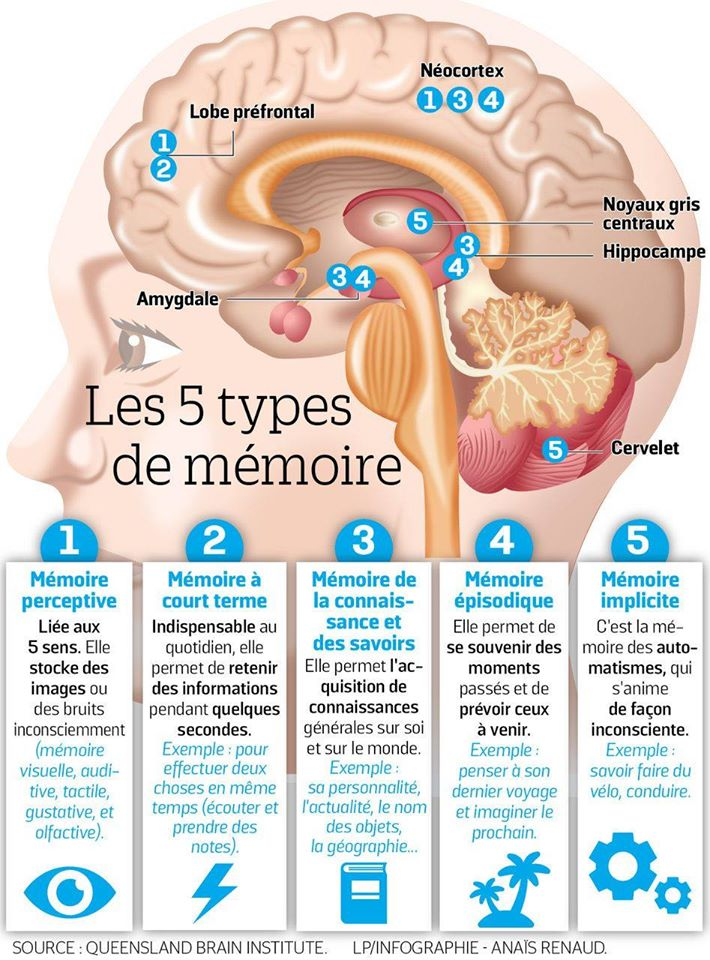 Néocortex
1 3 4
Lobe préfrontal
1
2
Noyaux gris
centraux
5
3
Hippocampe
4
3 4
Amygdale
Les 5 types
de mémoire
5
Cervelet
1
Mémoire
perceptive
Liée aux
5 sens. Elle
stocke des
images ou
des bruits
inconsciemment
(mémoire
visuelle, audi-
tive, tactile,
gustative, et
olfactive).
2
Mémoire à
court terme
Indispensable au
quotidien, elle
permet de retenir
des informations
pendant quelques
secondes.
Exemple : pour
effectuer deux
choses en même
temps (écouter et
prendre des
notes).
3
Mémoire de
la connais-
sance et
des savoirs
Elle permet l'ac-
quisition de
connaissances
générales sur soi
et sur le monde.
Exemple :
sa personnalité,
l'actualité, le nom
des objets,
la géographie...
4
Mémoire
épisodique
Elle permet de
se souvenir des
moments
passés et de
prévoir ceux
à venir.
Exemple :
penser à son
dernier voyage
et imaginer le
prochain.
5
Mémoire
implicite
C'est la mé-
moire des auto-
matismes, qui
s'anime
de façon
inconsciente.
Exemple :
savoir faire du
vélo, conduire.
SOURCE : QUEENSLAND BRAIN INSTITUTE. LP/INFOGRAPHIE - ANAÏS RENAUD.